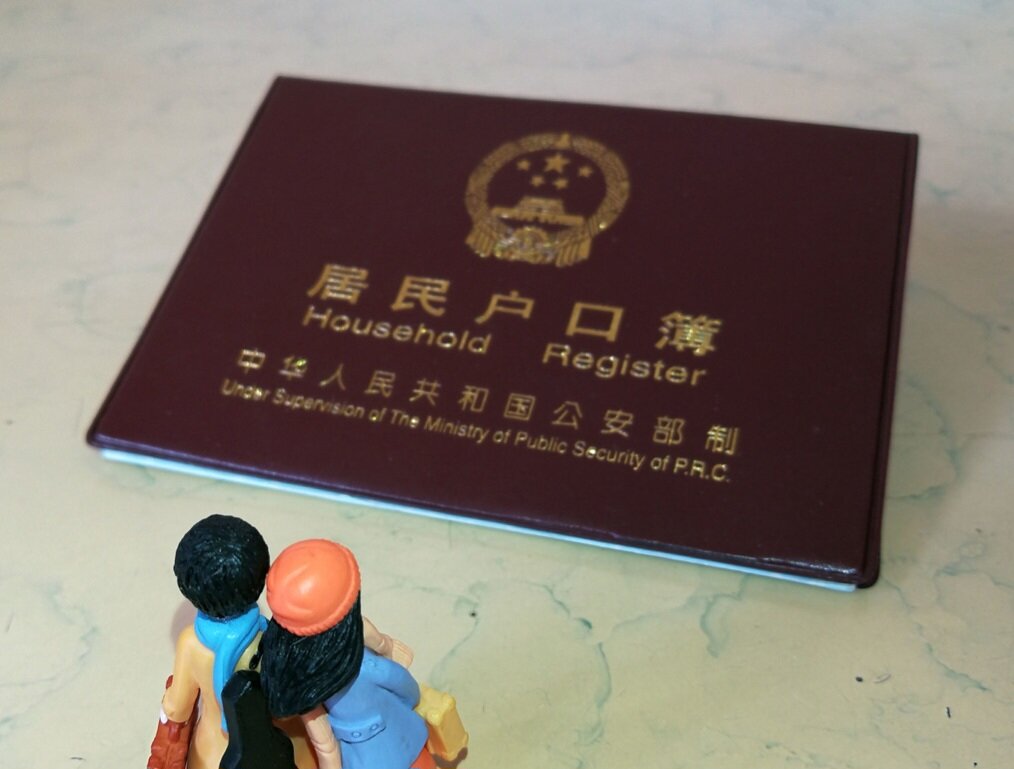 居民户口簿
Household Register
中华人民共和国公安部制
Under Supervision of The Ministry of Public Security of P.R.C.